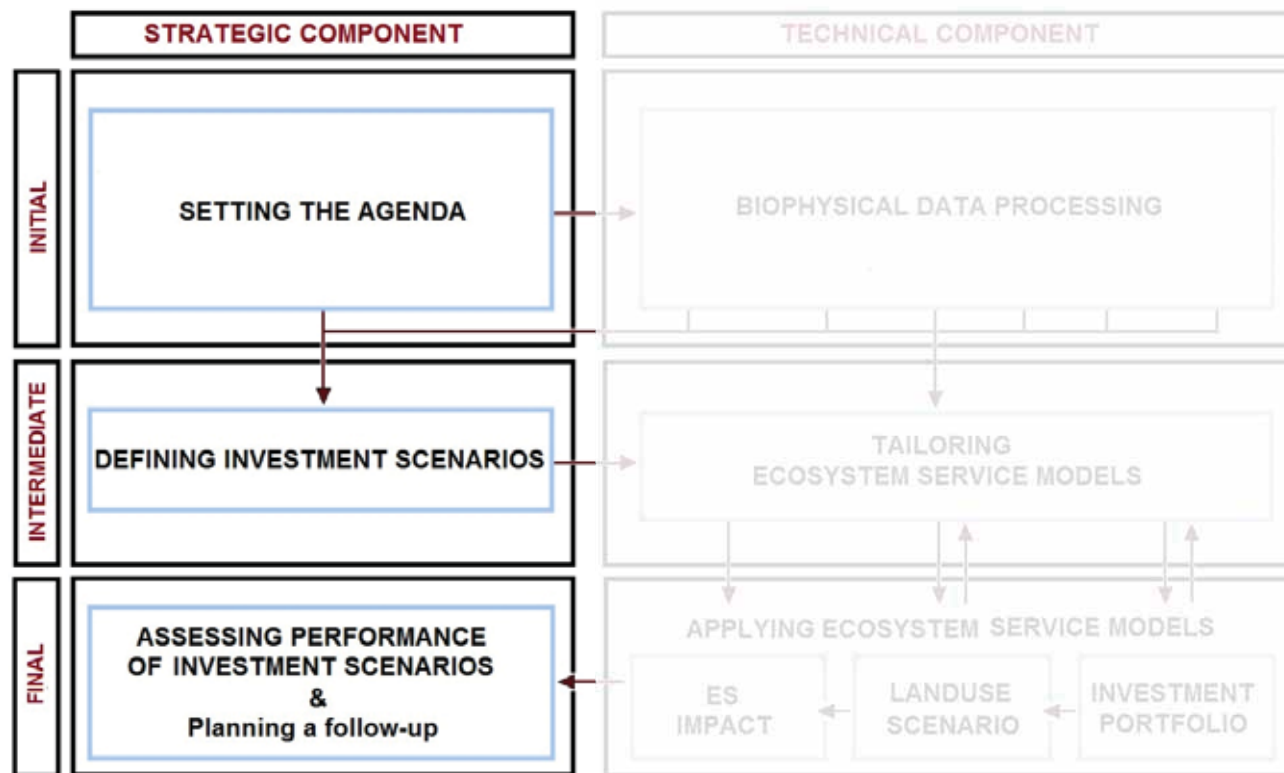 STRATEGIC COMPONENT
TECHNICAL COMPONENT
INITIAL
SETTING THE AGENDA
BIOPHYSICAL DATA PROCESSING
INTERMEDIATE
DEFINING INVESTMENT SCENARIOS
TAILORING
ECOSYSTEM SERVICE MODELS
FINAL
ASSESSING PERFORMANCE
OF INVESTMENT SCENARIOS
&
Planning a follow-up
APPLYING ECOSYSTEM SERVICE MODELS
ES
IMPACT
LANDUSE
SCENARIO
INVESTMENT
PORTFOLIO